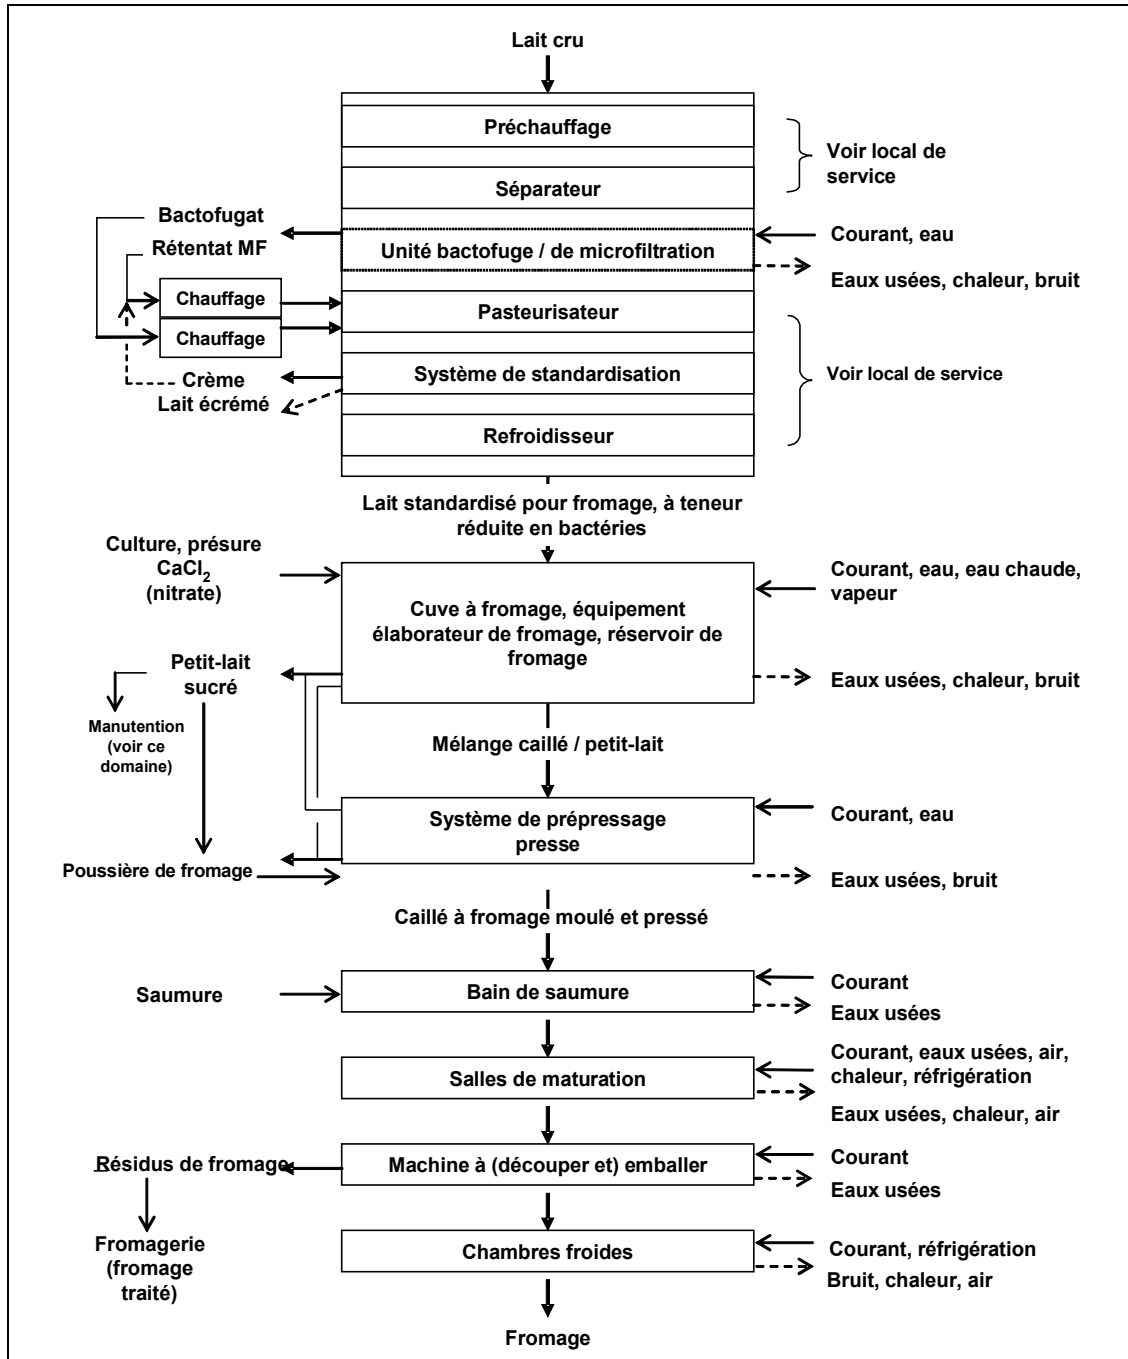 Lait cru
Préchauffage
Voir local de
service
Séparateur
Bactofugat
Rétentat MF
Unité bactofuge / de microfiltration
Courant, eau
Eaux usées, chaleur, bruit
Chauffage
Pasteurisateur
Chauffage
Crème
Lait écrémé
Système de standardisation
Voir local de service
Refroidisseur
Lait standardisé pour fromage, à teneur
réduite en bactéries
Culture, présure
CaCl2
(nitrate)
Courant, eau, eau chaude,
vapeur
Cuve à fromage, équipement
élaborateur de fromage, réservoir de
fromage
Petit-lait
sucré
Eaux usées, chaleur, bruit
Manutention
(voir ce
domaine)
Mélange caillé / petit-lait
Système de prépressage
presse
Courant, eau
Poussière de fromage
Eaux usées, bruit
Caillé à fromage moulé et pressé
Saumure
Bain de saumure
Courant
Eaux usées
Salles de maturation
Courant, eaux usées, air,
chaleur, réfrigération
Eaux usées, chaleur, air
Résidus de fromage
Machine à (découper et) emballer
Courant
Eaux usées
Fromagerie
(fromage
traité)
Chambres froides
Courant, réfrigération
Bruit, chaleur, air
Fromage